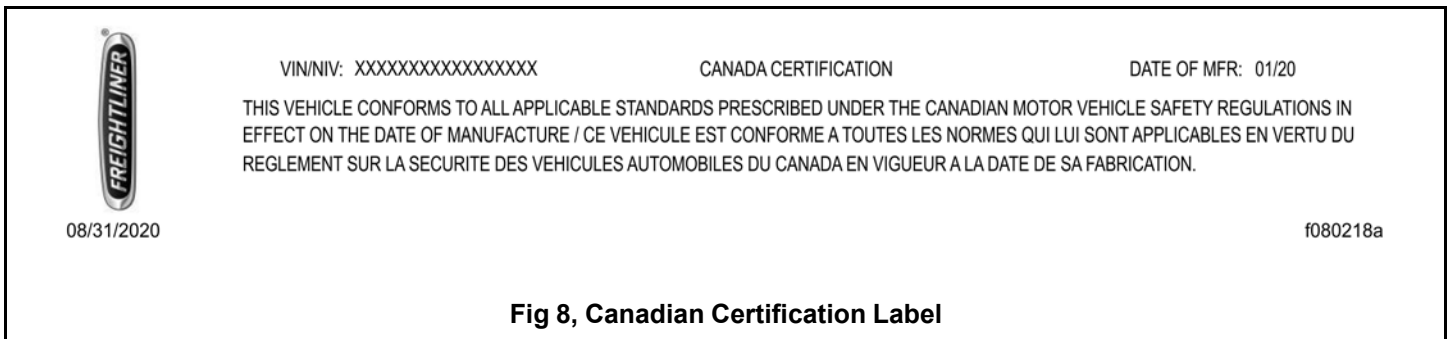 FREIGHTLINER®
VIN/NIV: XXXXXXXXXXXXXXXXX CANADA CERTIFICATION DATE OF MFR: 01/20
THIS VEHICLE CONFORMS TO ALL APPLICABLE STANDARDS PRESCRIBED UNDER THE CANADIAN MOTOR VEHICLE SAFETY REGULATIONS IN
EFFECT ON THE DATE OF MANUFACTURE / CE VEHICULE EST CONFORME A TOUTES LES NORMES QUI LUI SONT APPLICABLES EN VERTU DU
REGLEMENT SUR LA SECURITE DES VEHICULES AUTOMOBILES DU CANADA EN VIGUEUR A LA DATE DE SA FABRICATION.
08/31/2020 f080218a
Fig 8, Canadian Certification Label